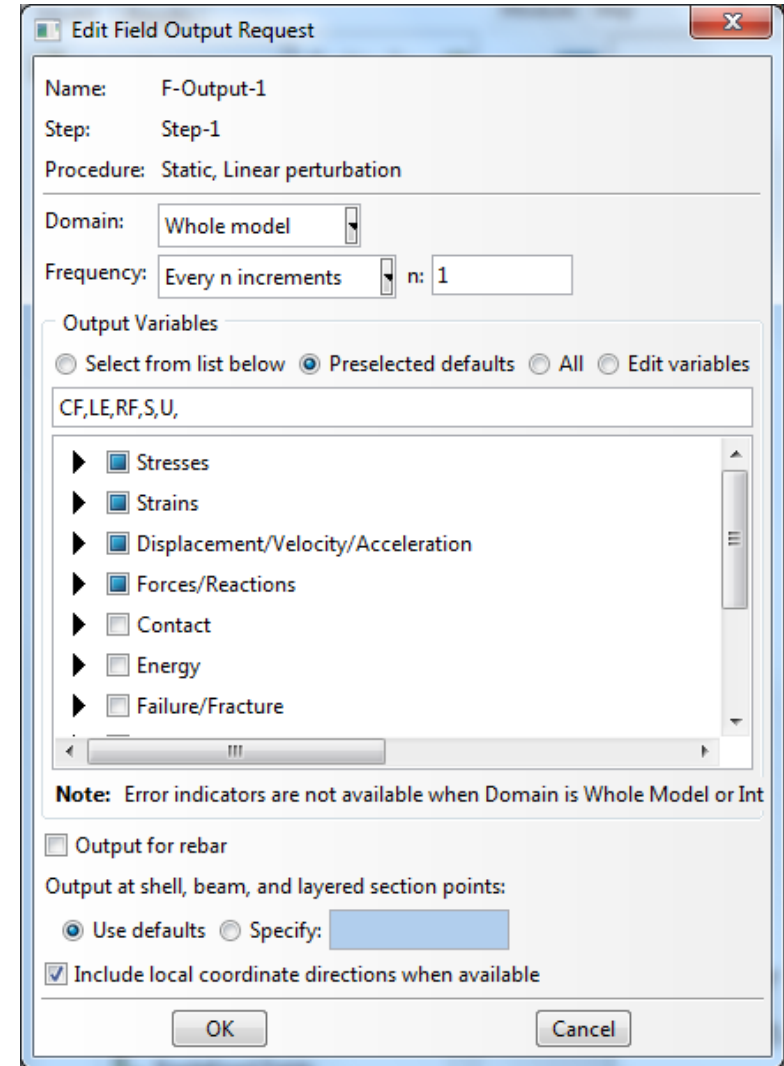 Edit Field Output Request
Name: F-Output-1
Step: Step-1
Procedure: Static, Linear perturbation
Domain: Whole model
Frequency: Every n increments n: 1
Output Variables
Select from list below Preselected defaults All Edit variables
CF,LE,RF,S,U,
Stresses
Strains
Displacement/Velocity/Acceleration
Forces/Reactions
Contact
Energy
Failure/Fracture
Note: Error indicators are not available when Domain is Whole Model or Int
Output for rebar
Output at shell, beam, and layered section points:
Use defaults Specify:
Include local coordinate directions when available
OK Cancel